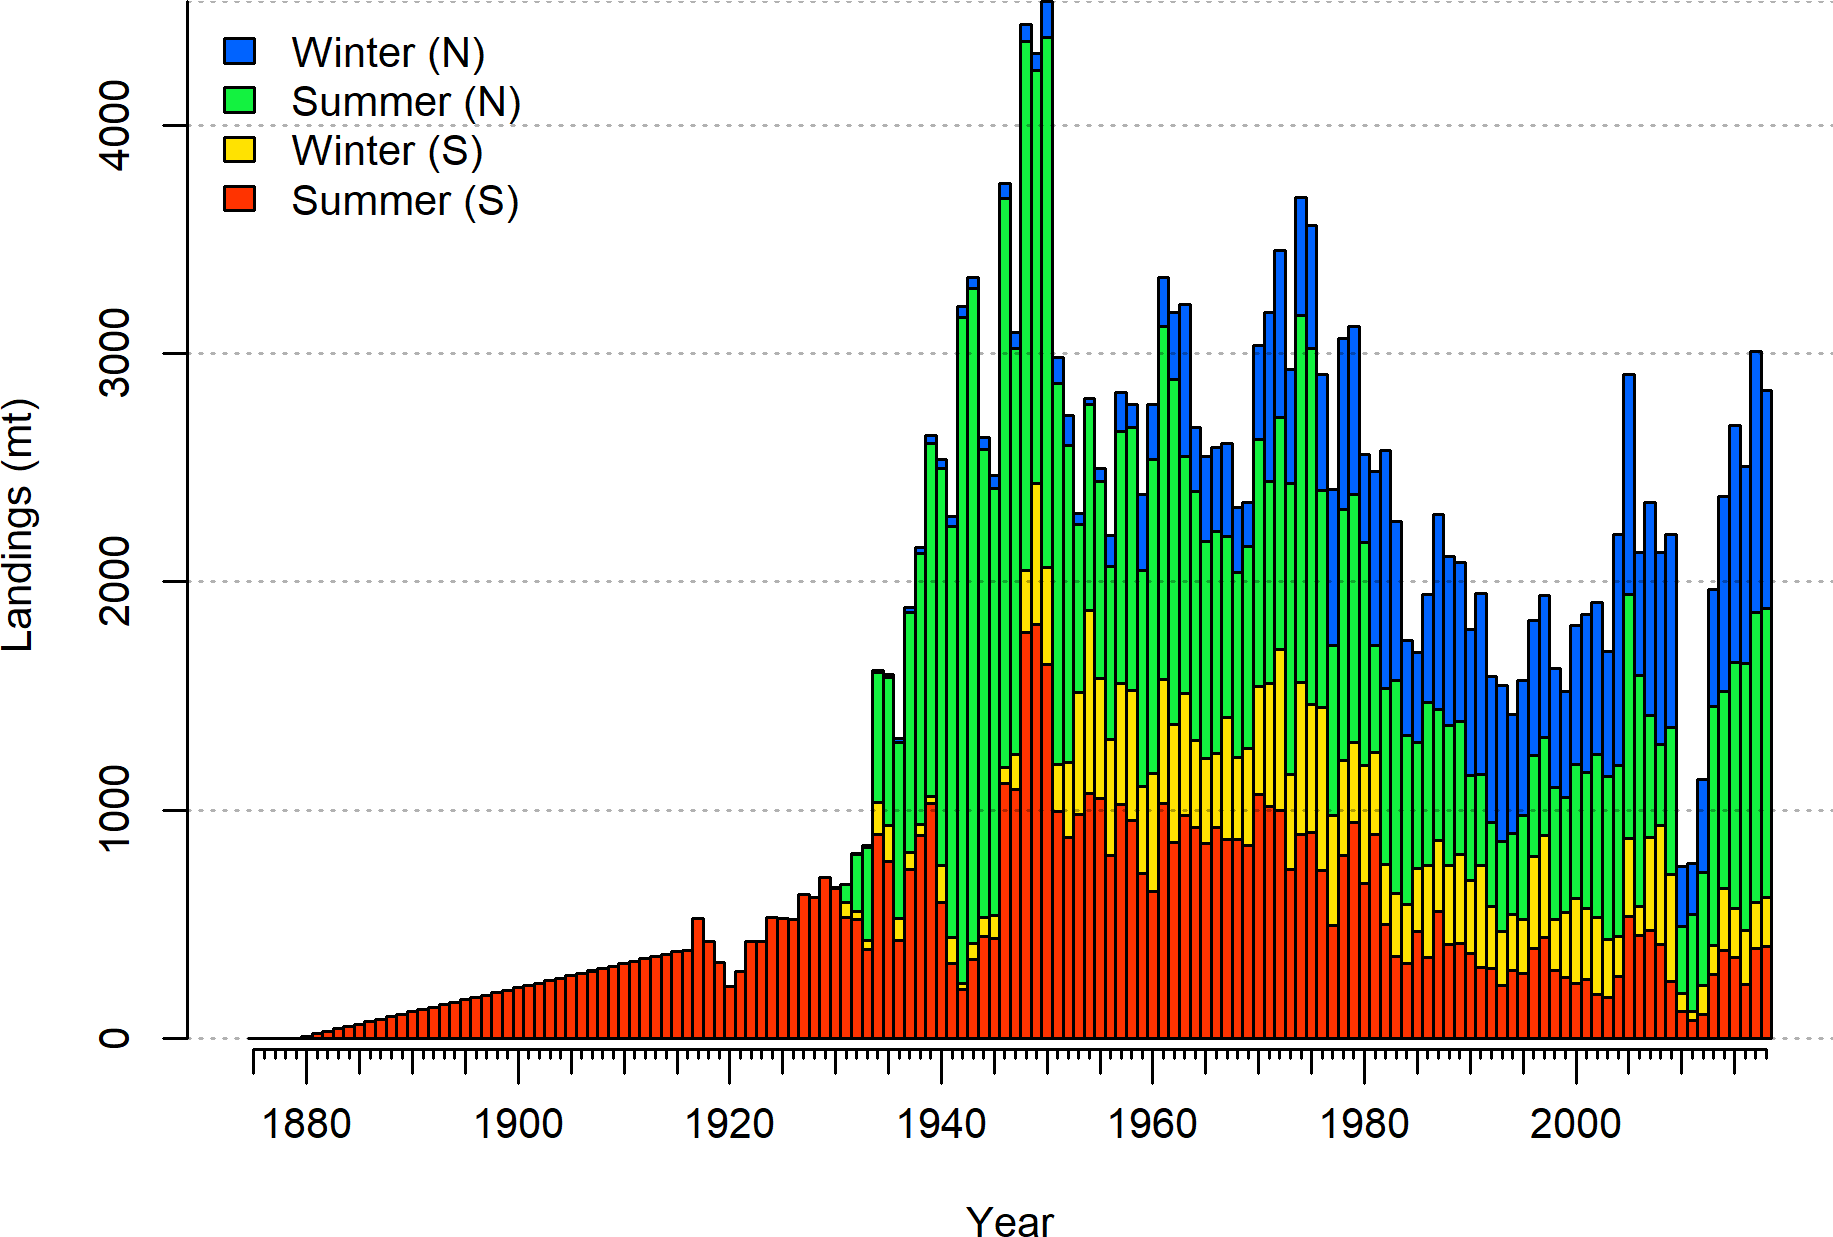 Winter (N)
Summer (N)
Winter (S)
Summer (S)
Landings (mt)
4000
3000
2000
1000
0
1880 1900 1920 1940 1960 1980 2000
Year